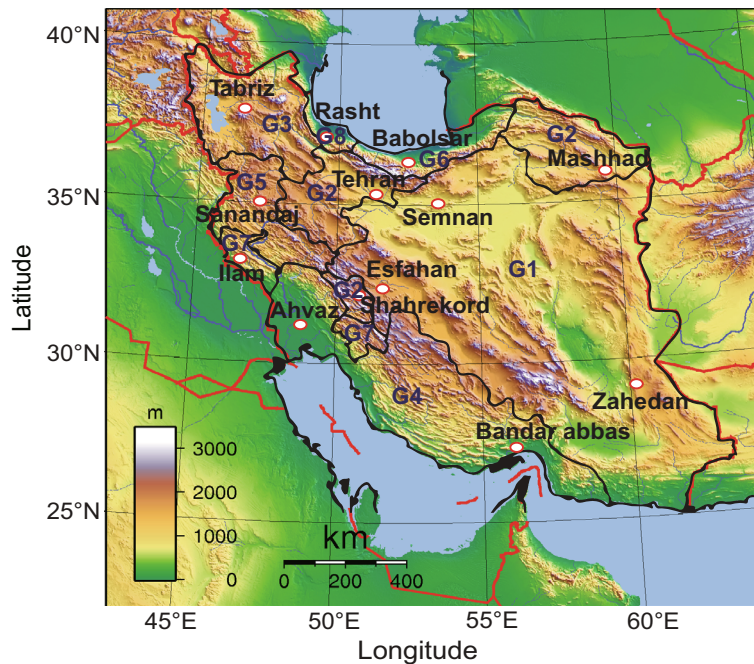 40°N
Tabriz
Rasht
G3
G8
Babolsar
G2
G6
Mashhad
Tehran
G5
G2
35°N
Sanandaj
Semnan
G7
Ilam
Esfahan
G1
G2
Ahvaz
Shahrekord
G7
30°N
G4
Zahedan
m
Bandar abbas
3000
2000
25°N
1000
km
0
0 200 400
45°E 50°E 55°E 60°E
Longitude
Latitude